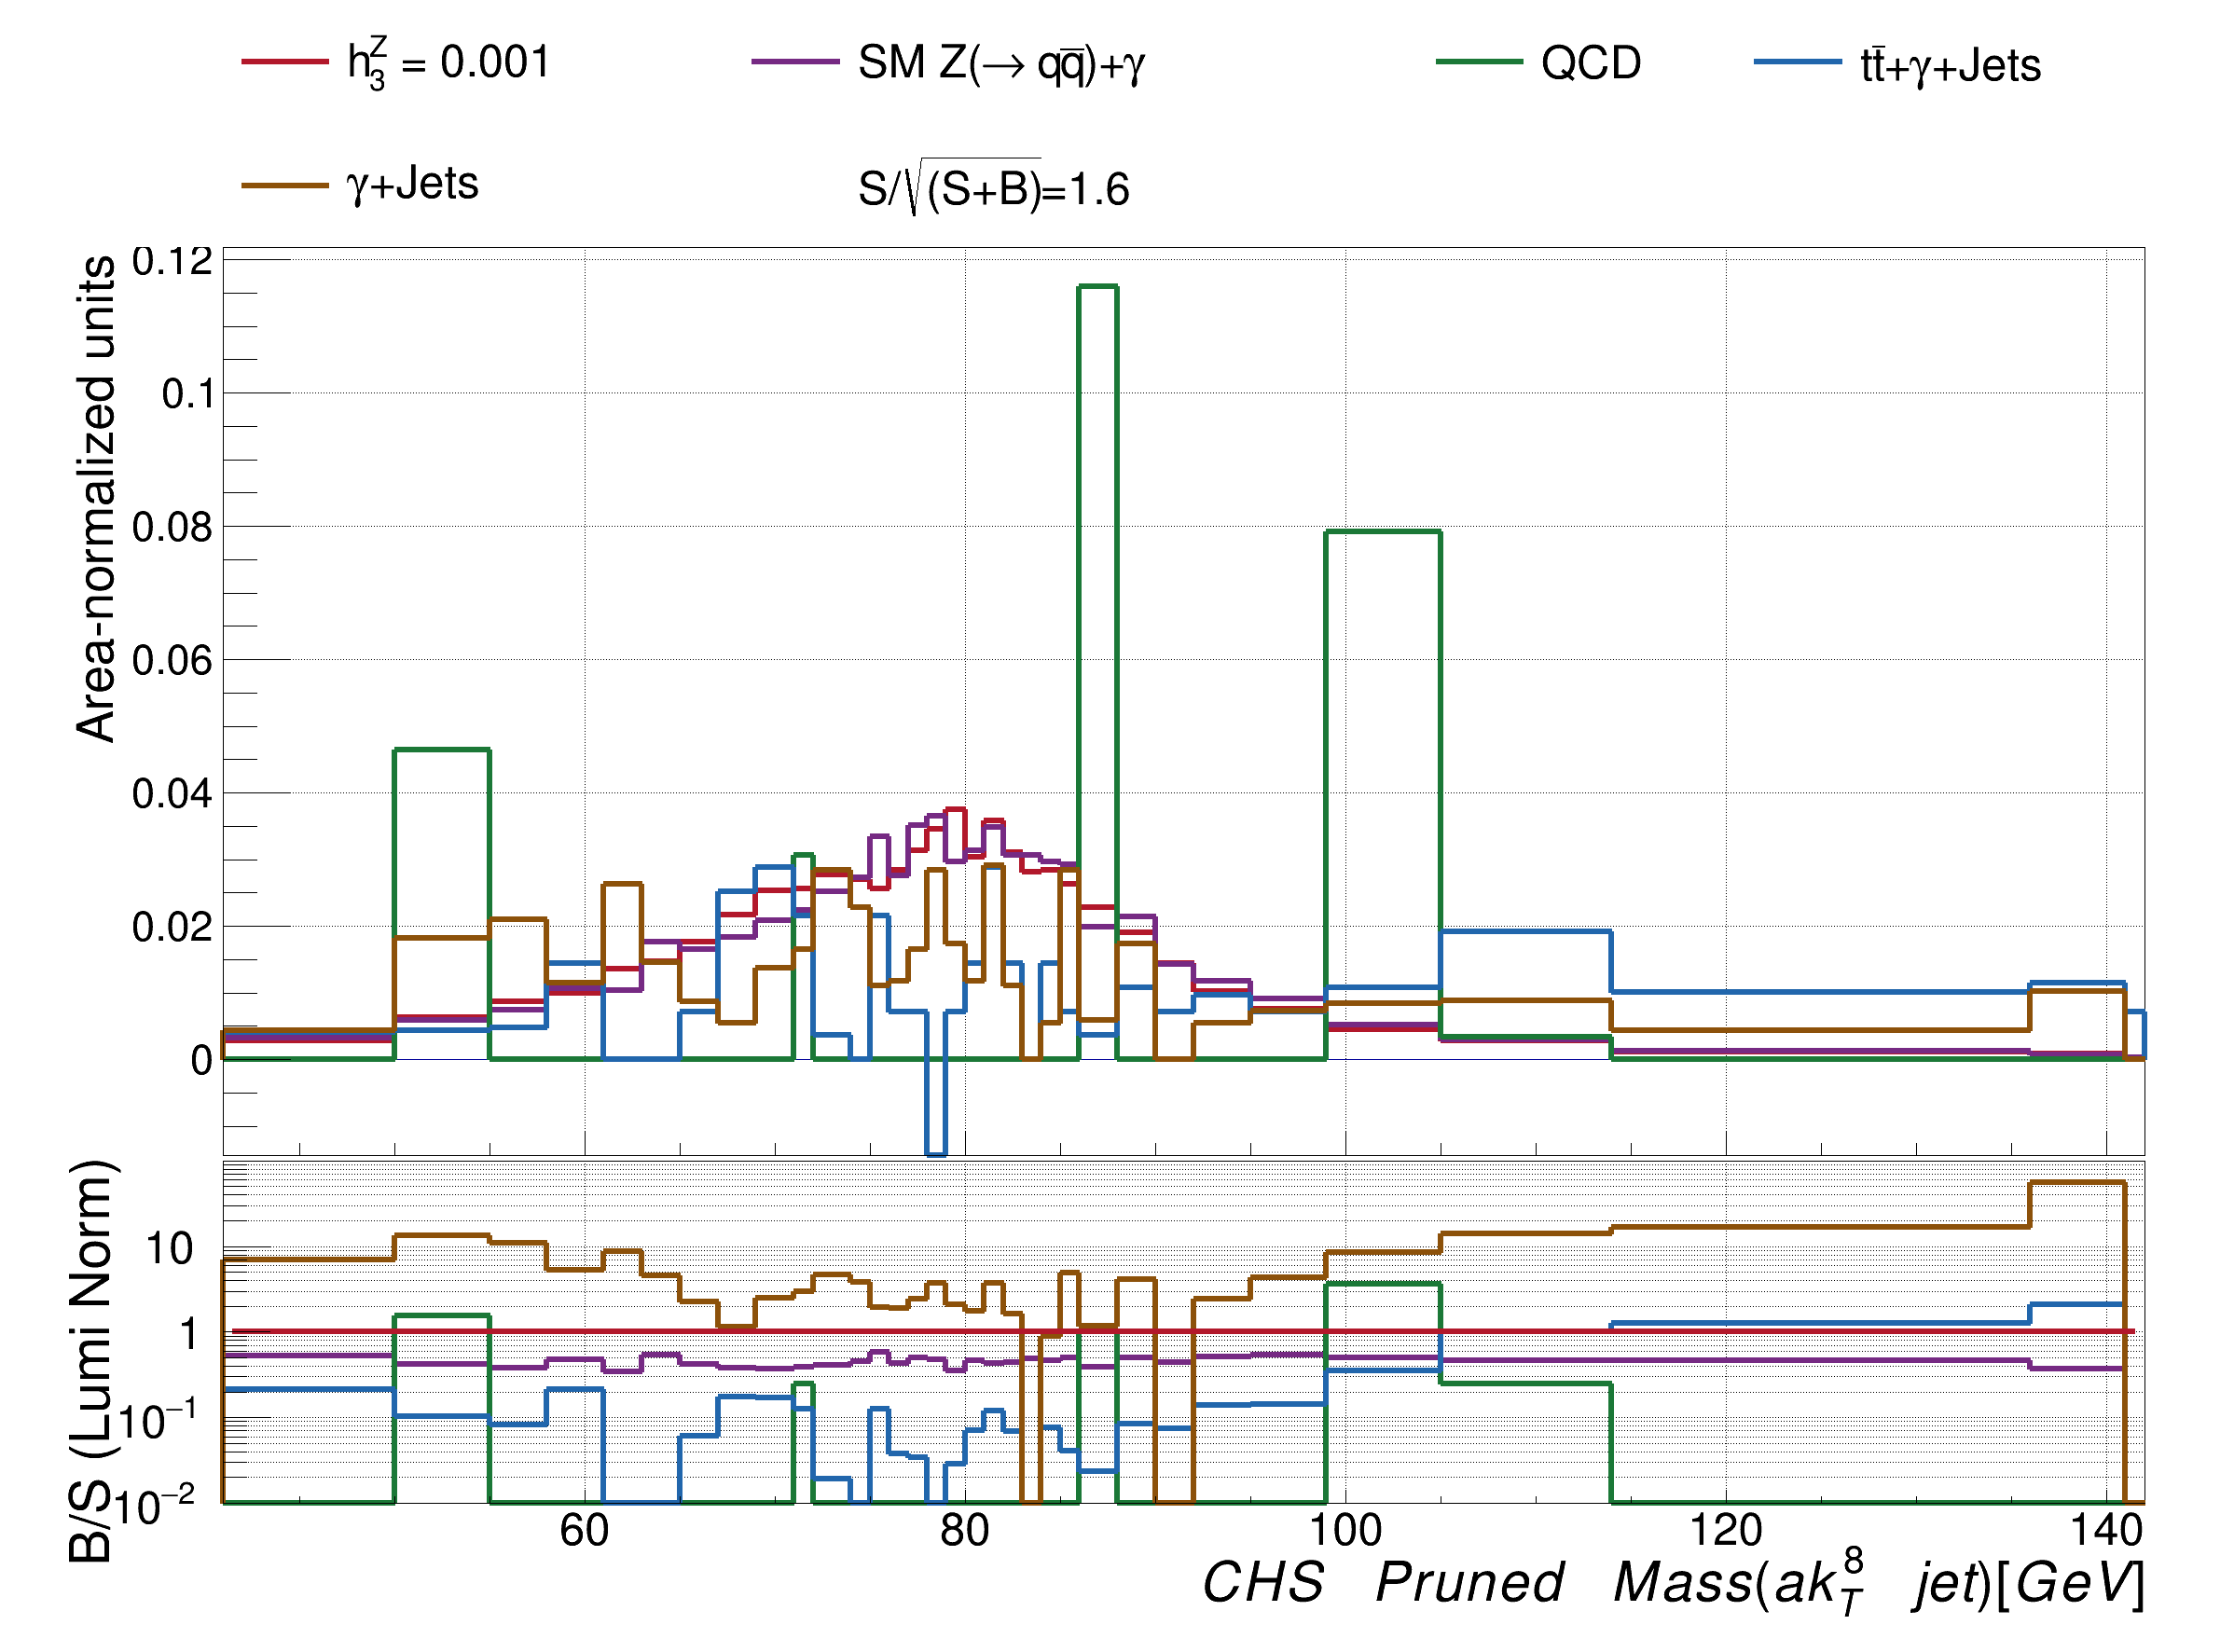 h₃ᶻ = 0.001 SM Z(→ qq̅)+γ QCD tt̄+γ+Jets
γ+Jets S/√(S+B)=1.6
Area-normalized units
0.12
0.1
0.08
0.06
0.04
0.02
0
B/S (Lumi Norm)
10
1
10⁻¹
10⁻²
60 80 100 120 140
CHS Pruned Mass(ak_T^8 jet)[GeV]